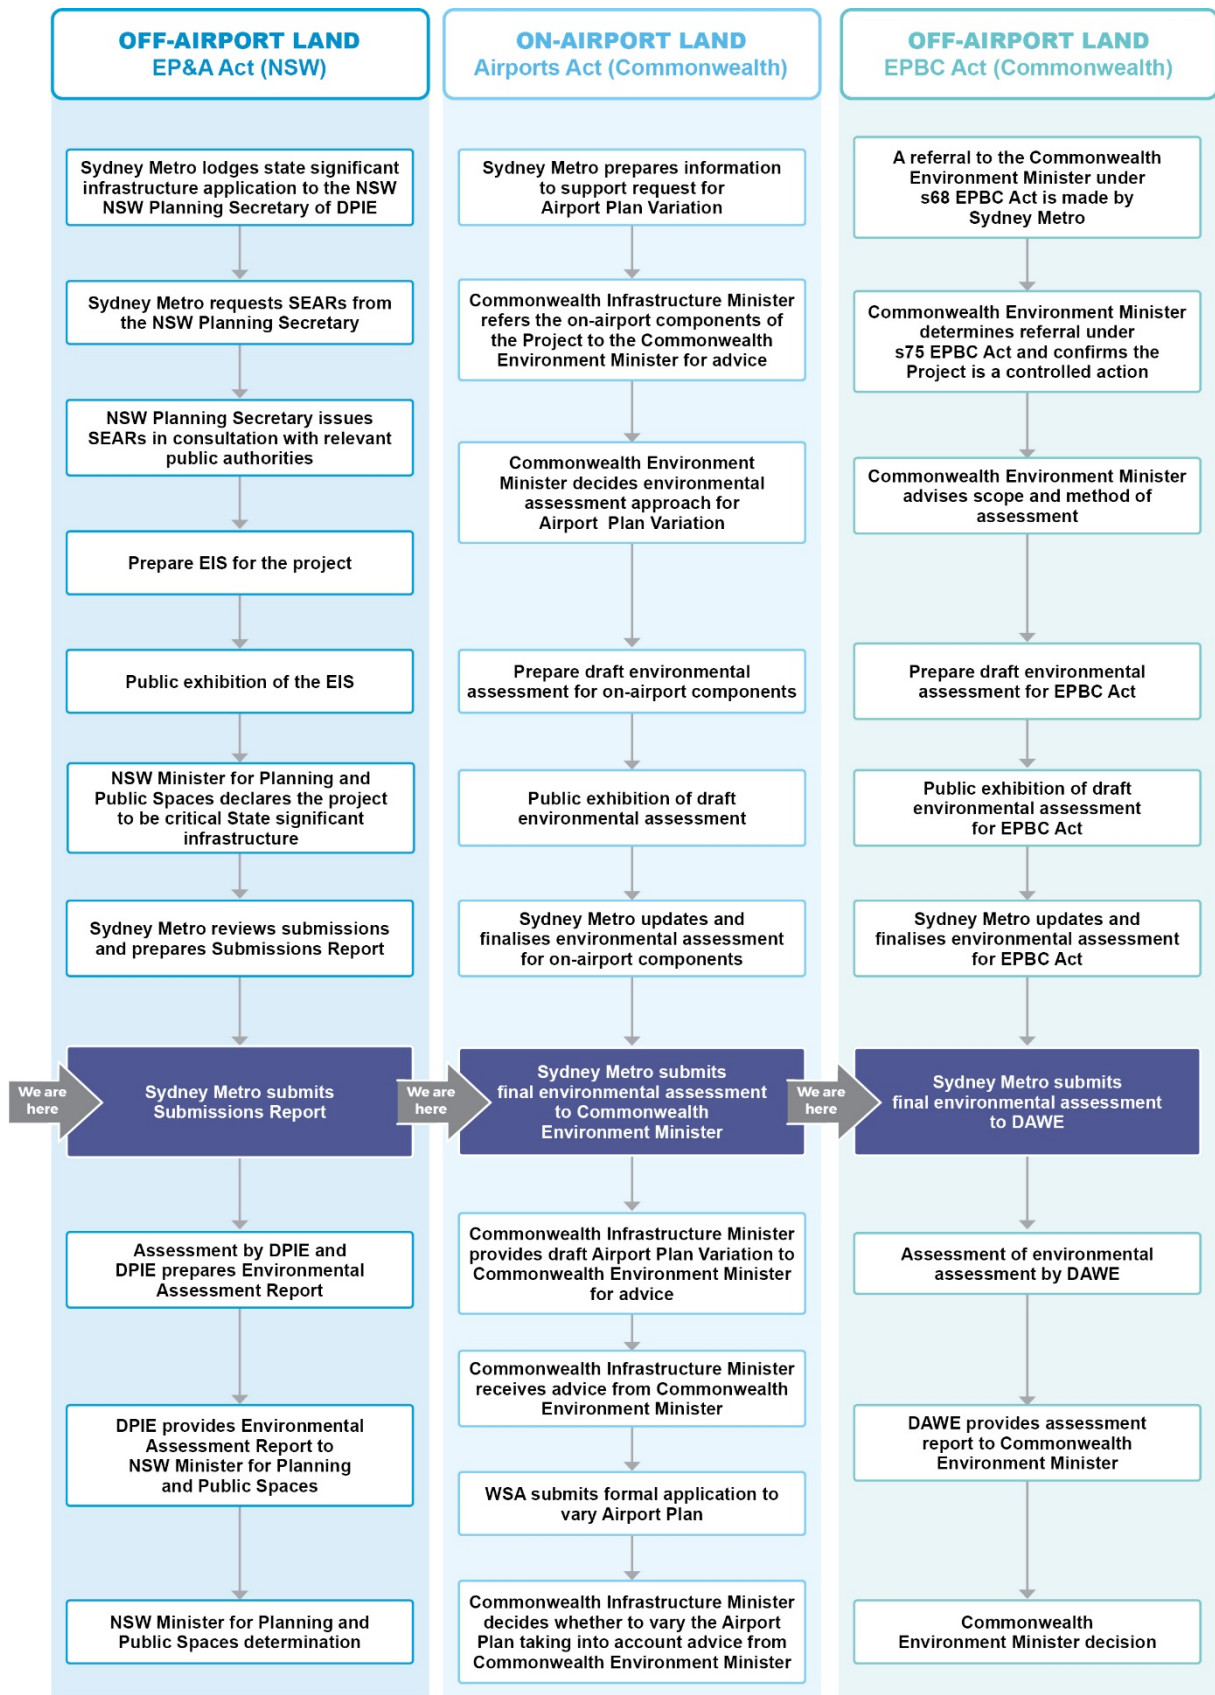 OFF-AIRPORT LAND
EP&A Act (NSW)
Sydney Metro lodges state significant
infrastructure application to the NSW
NSW Planning Secretary of DPIE
Sydney Metro requests SEARs from
the NSW Planning Secretary
NSW Planning Secretary issues
SEARs in consultation with relevant
public authorities
Prepare EIS for the project
Public exhibition of the EIS
NSW Minister for Planning and
Public Spaces declares the project
to be critical State significant
infrastructure
Sydney Metro reviews submissions
and prepares Submissions Report
We are
here
Sydney Metro submits
Submissions Report
Assessment by DPIE and
DPIE prepares Environmental
Assessment Report
DPIE provides Environmental
Assessment Report to
NSW Minister for Planning
and Public Spaces
NSW Minister for Planning and
Public Spaces determination
ON-AIRPORT LAND
Airports Act (Commonwealth)
Sydney Metro prepares information
to support request for
Airport Plan Variation
Commonwealth Infrastructure Minister
refers the on-airport components of
the Project to the Commonwealth
Environment Minister for advice
Commonwealth Environment
Minister decides environmental
assessment approach for
Airport Plan Variation
Prepare draft environmental
assessment for on-airport components
Public exhibition of draft
environmental assessment
Sydney Metro updates and
finalises environmental assessment
for on-airport components
We are
here
Sydney Metro submits
final environmental assessment
to Commonwealth
Environment Minister
Commonwealth Infrastructure Minister
provides draft Airport Plan Variation to
Commonwealth Environment Minister
for advice
Commonwealth Infrastructure Minister
receives advice from Commonwealth
Environment Minister
WSA submits formal application to
vary Airport Plan
Commonwealth Infrastructure Minister
decides whether to vary the Airport
Plan taking into account advice from
Commonwealth Environment Minister
OFF-AIRPORT LAND
EPBC Act (Commonwealth)
A referral to the Commonwealth
Environment Minister under
s68 EPBC Act is made by
Sydney Metro
Commonwealth Environment Minister
determines referral under
s75 EPBC Act and confirms the
Project is a controlled action
Commonwealth Environment Minister
advises scope and method of
assessment
Prepare draft environmental
assessment for EPBC Act
Public exhibition of draft
environmental assessment
for EPBC Act
Sydney Metro updates and
finalises environmental assessment
for EPBC Act
We are
here
Sydney Metro submits
final environmental assessment
to DAWE
Assessment of environmental
assessment by DAWE
DAWE provides assessment
report to Commonwealth
Environment Minister
Commonwealth
Environment Minister decision